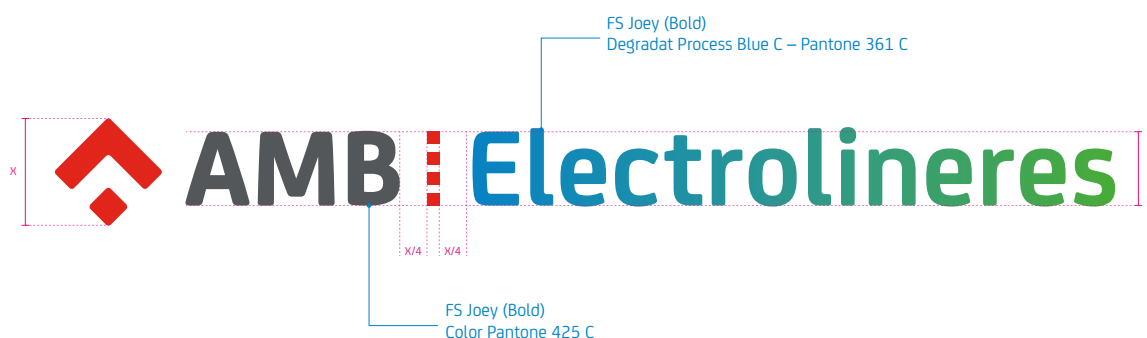 FS Joey (Bold)
Degradat Process Blue C – Pantone 361 C
X
AMB Electrolineres
X/4 X/4
FS Joey (Bold)
Color Pantone 425 C